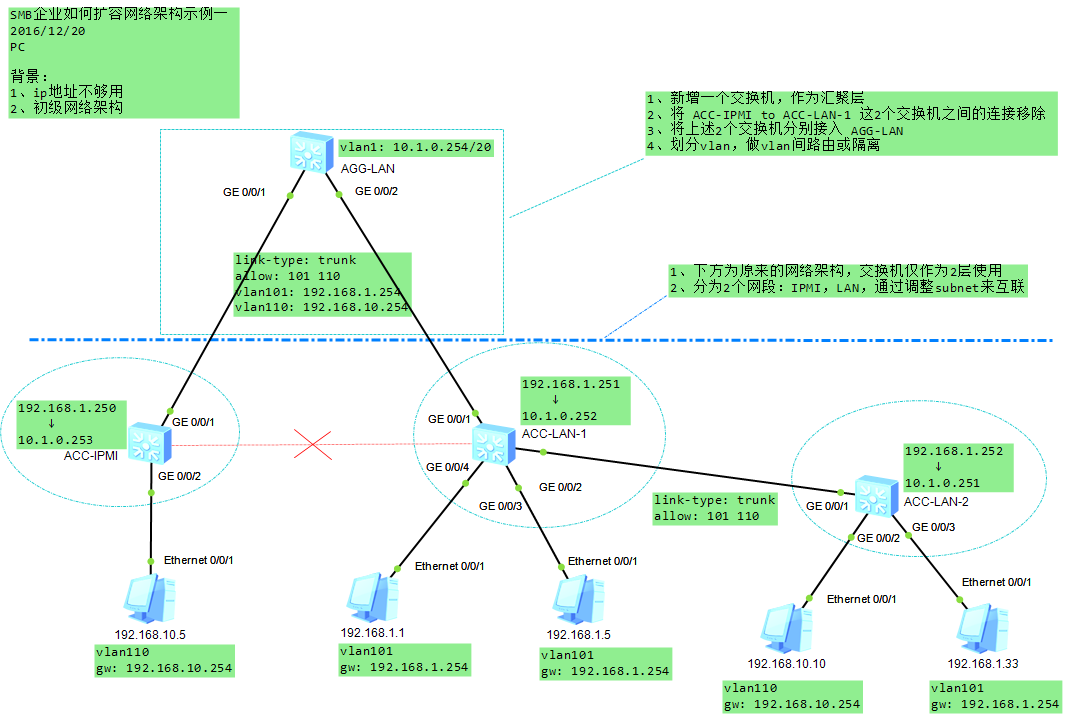 SMB企业如何扩容网络架构示例一
2016/12/20
PC
背景:
1、ip地址不够用
2、初级网络架构
1、新增一个交换机，作为汇聚层
2、将 ACC-IPMI to ACC-LAN-1 这2个交换机之间的连接移除
3、将上述2个交换机分别接入 AGG-LAN
4、划分vlan，做vlan间路由或隔离
vlan1: 10.1.0.254/20
AGG-LAN
GE 0/0/1
GE 0/0/2
link-type: trunk
allow: 101 110
vlan101: 192.168.1.254
vlan110: 192.168.10.254
1、下方为原来的网络架构，交换机仅作为2层使用
2、分为2个网段：IPMI，LAN，通过调整subnet来互联
192.168.1.250
↓
10.1.0.253
GE 0/0/1
ACC-IPMI
GE 0/0/2
192.168.1.251
↓
10.1.0.252
GE 0/0/1
ACC-LAN-1
GE 0/0/4
GE 0/0/2
GE 0/0/3
192.168.1.252
↓
10.1.0.251
link-type: trunk
allow: 101 110
GE 0/0/1
ACC-LAN-2
GE 0/0/2
GE 0/0/3
Ethernet 0/0/1
Ethernet 0/0/1
Ethernet 0/0/1
Ethernet 0/0/1
Ethernet 0/0/1
192.168.10.5
vlan110
gw: 192.168.10.254
192.168.1.1
vlan101
gw: 192.168.1.254
192.168.1.5
vlan101
gw: 192.168.1.254
192.168.10.10
vlan110
gw: 192.168.10.254
192.168.1.33
vlan101
gw: 192.168.1.254